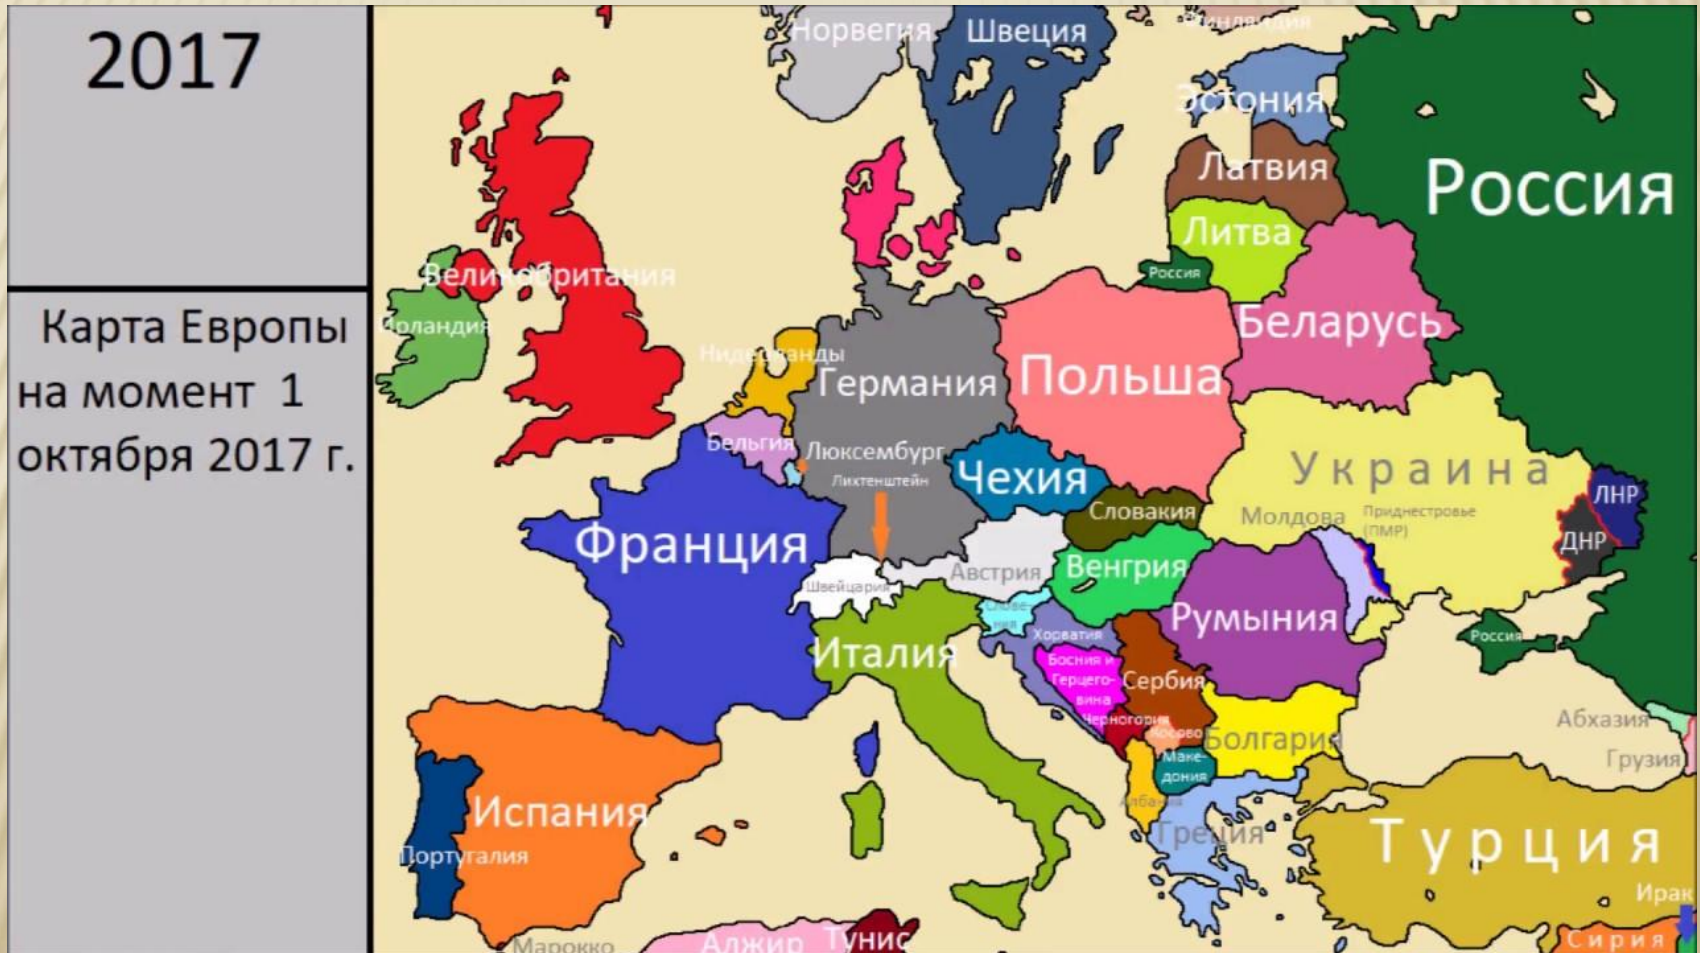 2017
Карта Европы
на момент 1
октября 2017 г.
Норвегия
Швеция
Финляндия
Эстония
Латвия
Россия
Литва
Россия
Великобритания
Ирландия
Беларусь
Нидерланды
Германия
Польша
Бельгия
Люксембург
Лихтенштейн
Чехия
Украина
ЛНР
Словакия
Молдова
Приднестровье
(ПМР)
ДНР
Франция
Швейцария
Австрия
Венгрия
Слове-
ния
Хорватия
Румыния
Россия
Италия
Босния и
Герцего-
вина
Сербия
Черногория
Косово
Болгария
Абхазия
Грузия
Маке-
дония
Албания
Греция
Турция
Испания
Португалия
Ирак
Марокко
Алжир
Тунис
Сирия